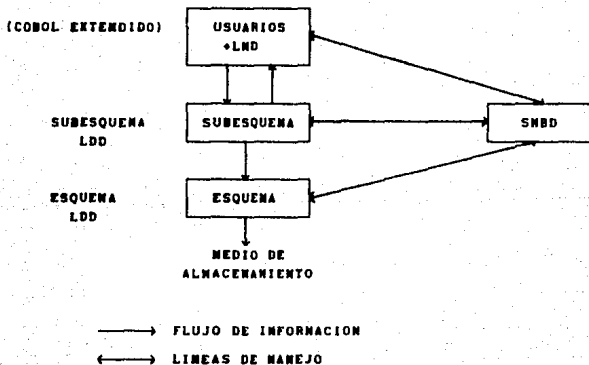 (COBOL EXTENDIDO)
USUARIOS
+LMD
SUBESQUEMA
LDD
SUBESQUEMA
SMBD
ESQUEMA
LDD
ESQUEMA
MEDIO DE
ALMACENAMIENTO
FLUJO DE INFORMACION
LINEAS DE MANEJO